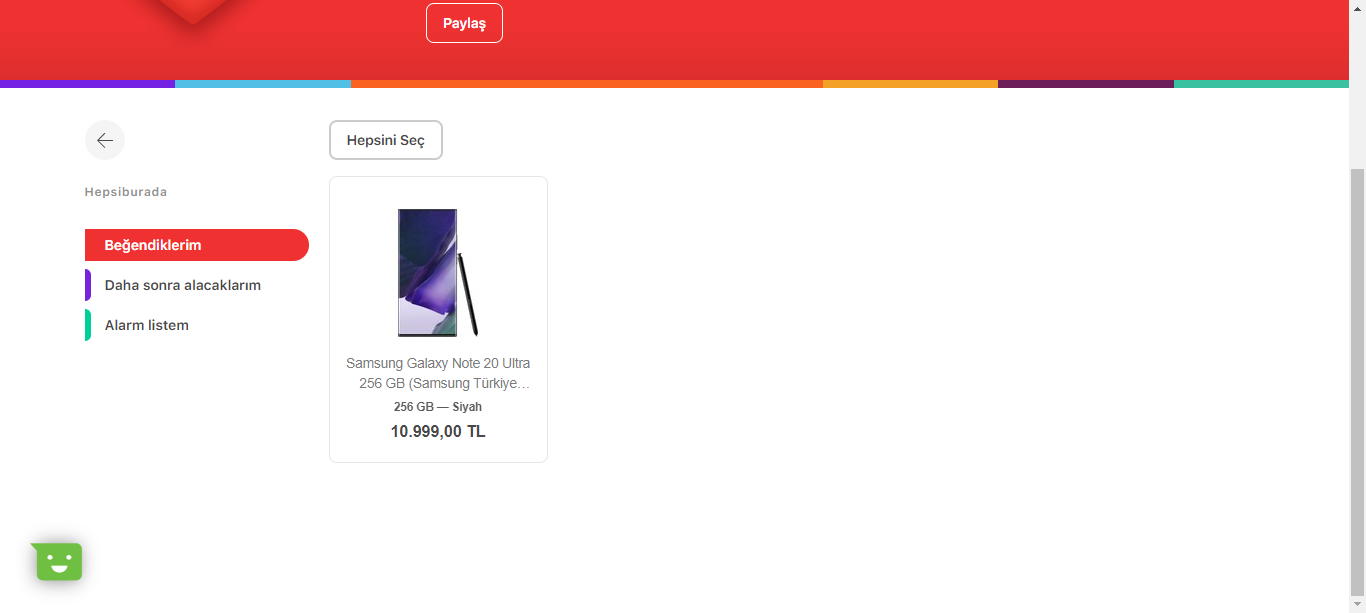 Paylaş
Hepsini Seç
Hepsiburada
Beğendiklerim
Daha sonra alacaklarım
Alarm listem
Samsung Galaxy Note 20 Ultra
256 GB (Samsung Türkiye…
256 GB — Siyah
10.999,00 TL